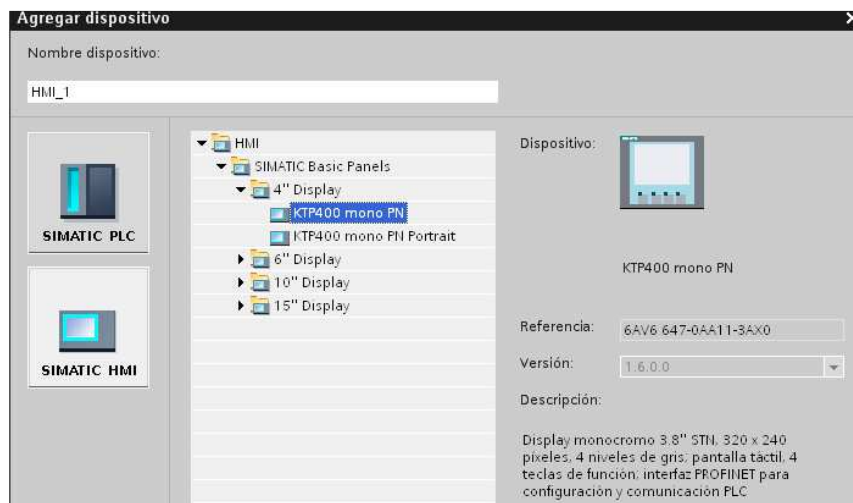 Agregar dispositivo
Nombre dispositivo:
HMI_1
SIMATIC PLC
SIMATIC HMI
HMI
SIMATIC Basic Panels
4" Display
KTP400 mono PN
KTP400 mono PN Portrait
6" Display
10" Display
15" Display
Dispositivo:
KTP400 mono PN
Referencia:
6AV6 647-0AA11-3AX0
Versión:
1.6.0.0
Descripción:
Display monocromo 3.8" STN, 320 x 240
píxeles, 4 niveles de gris; pantalla táctil, 4
teclas de función; interfaz PROFINET para
configuración y comunicación PLC